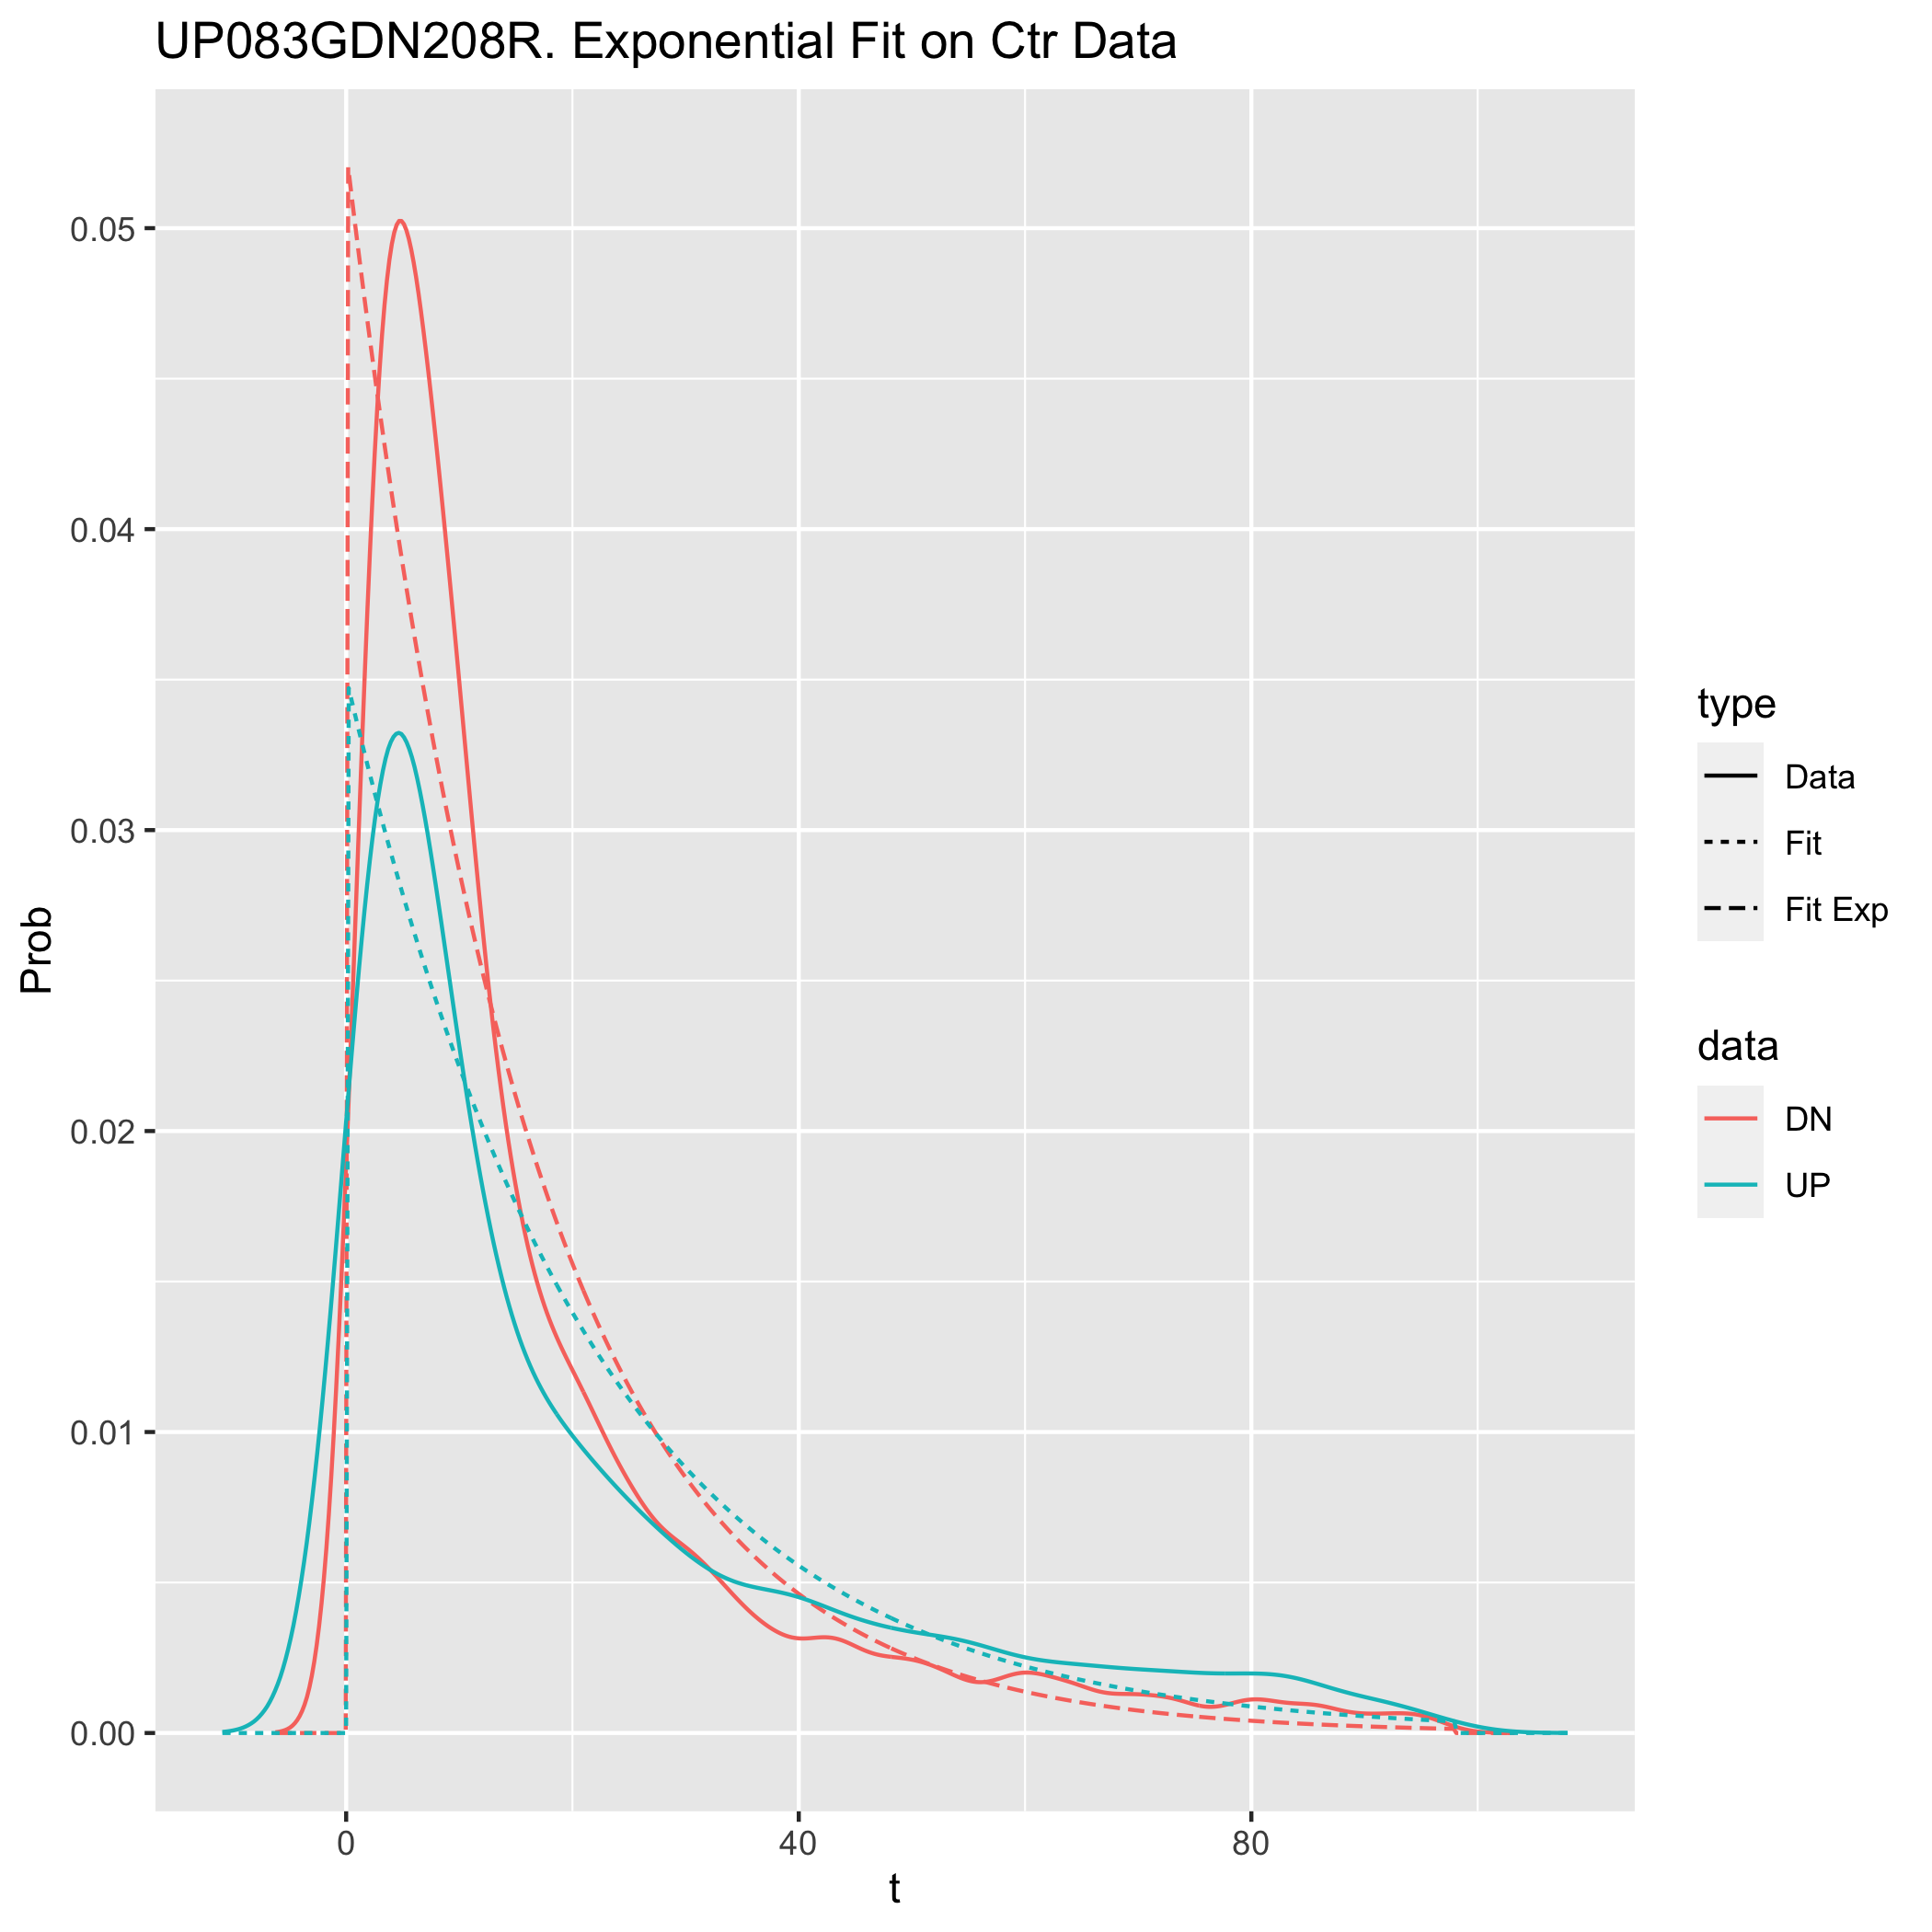 UP083GDN208R. Exponential Fit on Ctr Data
0.05
0.04
0.03
0.02
0.01
0.00
Prob
0
40
80
t
type
Data
Fit
Fit Exp
data
DN
UP